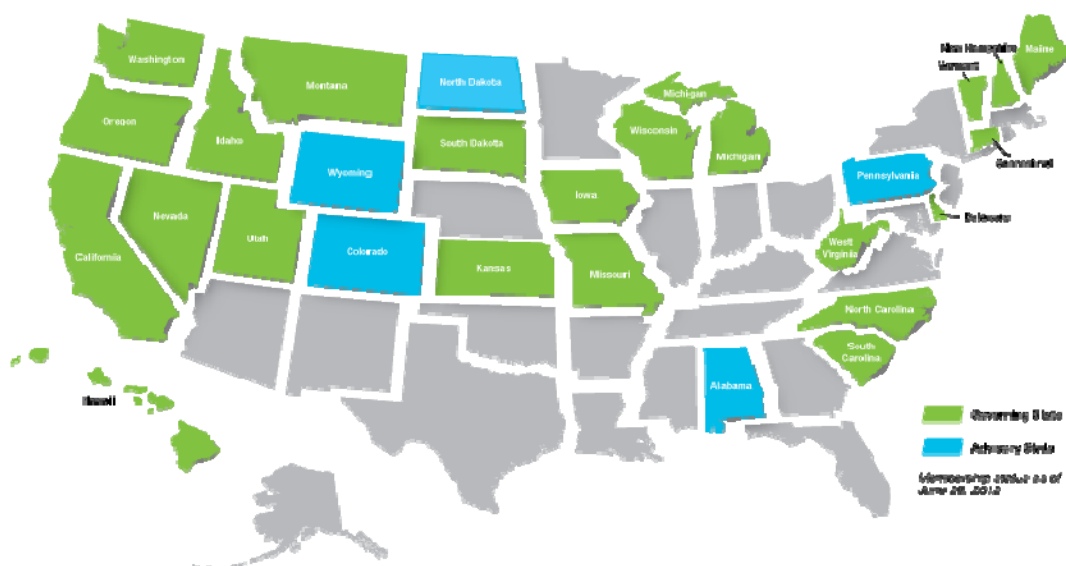 Washington
Montana
North Dakota
Michigan
New Hampshire
Maine
Vermont
Oregon
Idaho
South Dakota
Wisconsin
Michigan
Connecticut
Wyoming
Pennsylvania
Iowa
Delaware
Nevada
Utah
Colorado
Kansas
Missouri
West
Virginia
California
North Carolina
South
Carolina
Alabama
Hawaii
Governing State
Advisory State
Membership status as of
June 2012